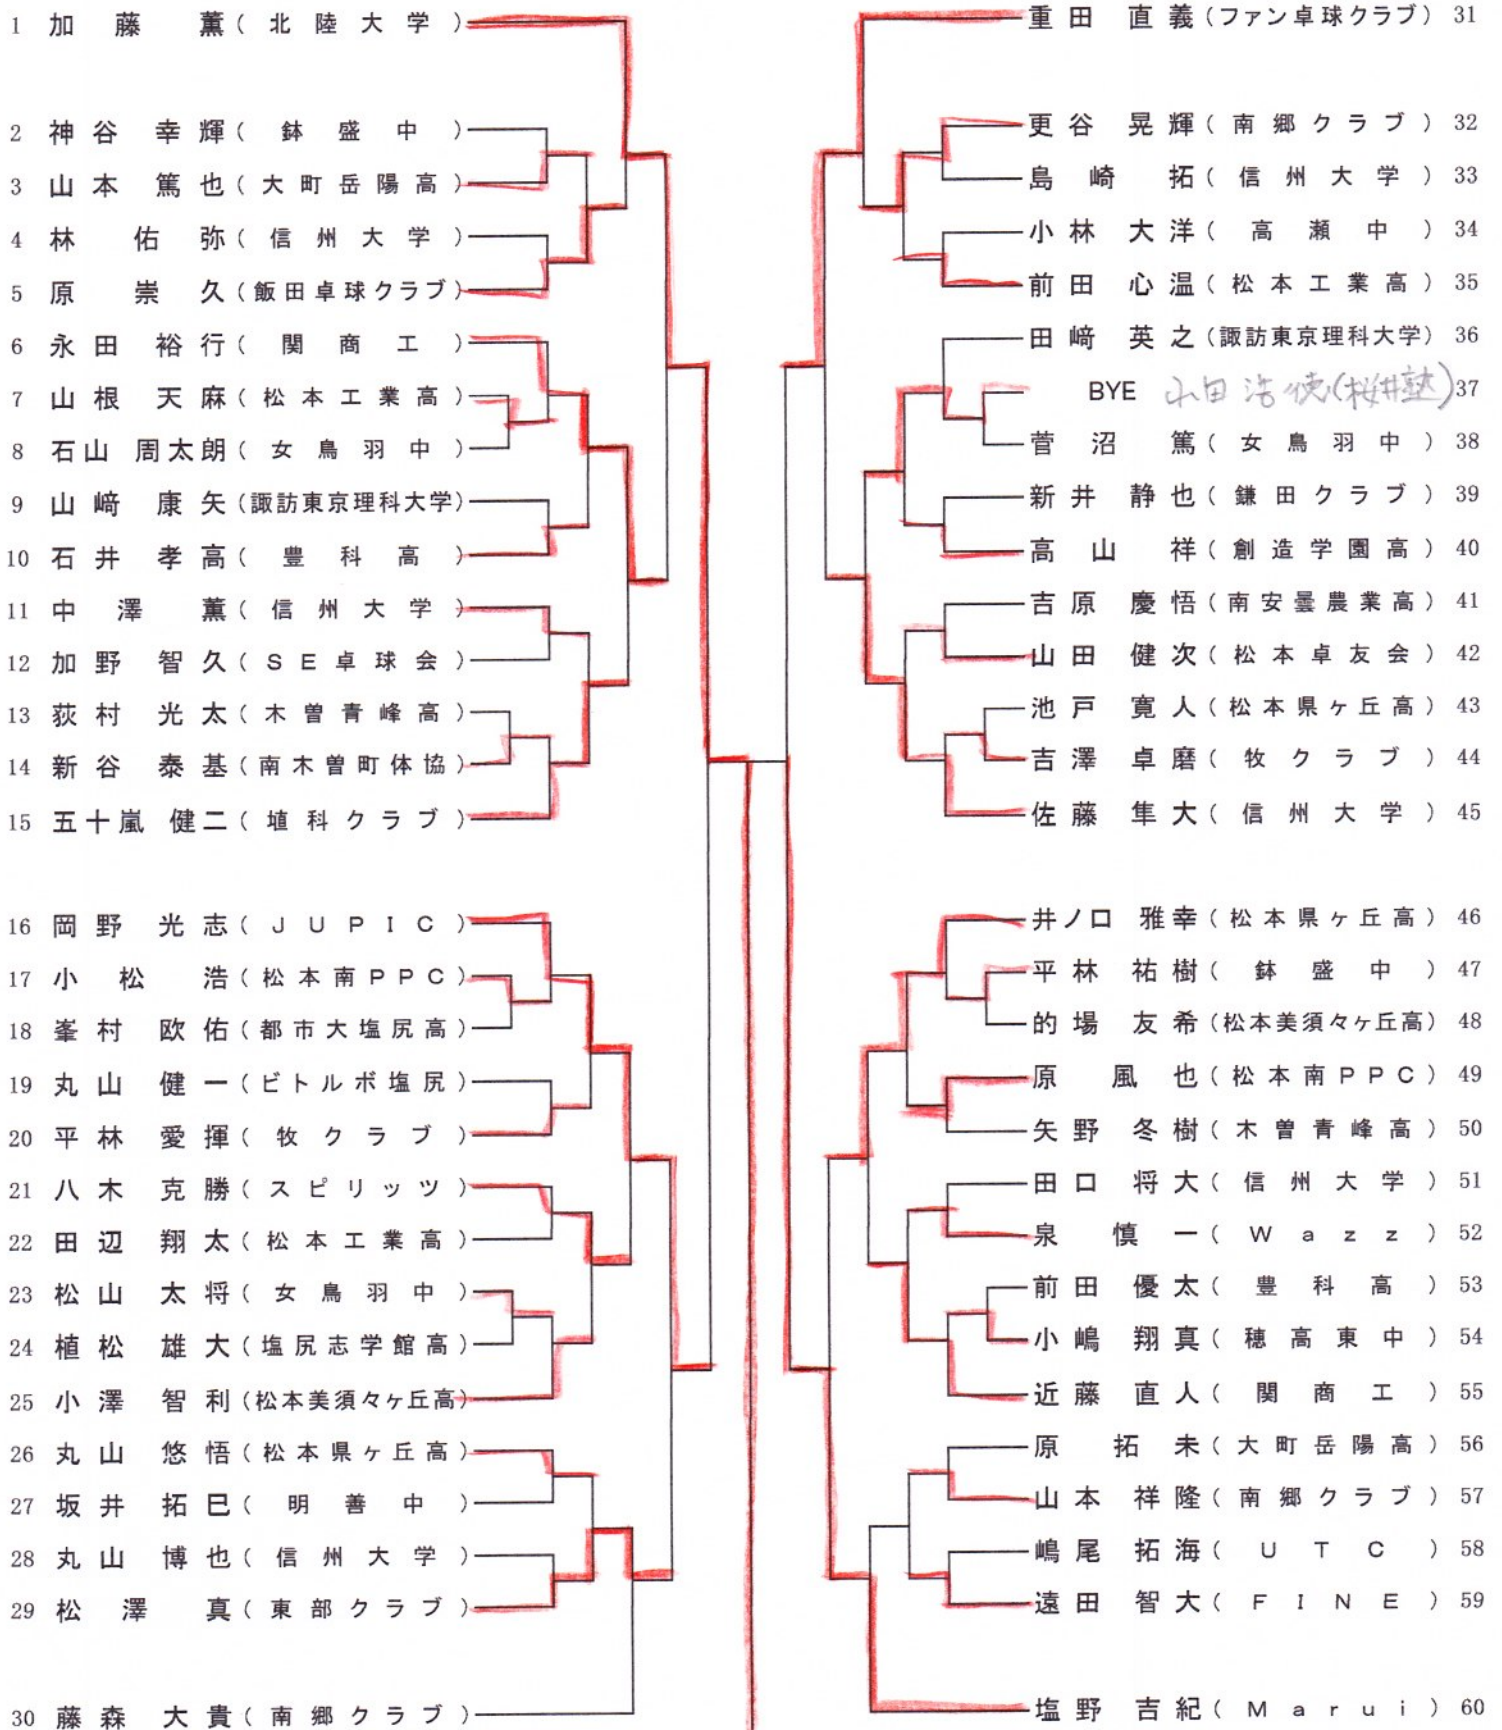 1 加藤 薫 (北陸大学)
2 神谷 幸輝 (鉢盛中)
3 山本 篤也 (大町岳陽高)
4 林 佑弥 (信州大学)
5 原 崇久 (飯田卓球クラブ)
6 永田 裕行 (関商工)
7 山根 天麻 (松本工業高)
8 石山 周太朗 (女鳥羽中)
9 山﨑 康矢 (諏訪東京理科大学)
10 石井 孝高 (豊科高)
11 中澤 薫 (信州大学)
12 加野 智久 (SE卓球会)
13 荻村 光太 (木曽青峰高)
14 新谷 泰基 (南木曽町体協)
15 五十嵐 健二 (埴科クラブ)
16 岡野 光志 (JUPIC)
17 小松 浩 (松本南PPC)
18 峯村 欧佑 (都市大塩尻高)
19 丸山 健一 (ビトルボ塩尻)
20 平林 愛揮 (牧クラブ)
21 八木 克勝 (スピリッツ)
22 田辺 翔太 (松本工業高)
23 松山 太将 (女鳥羽中)
24 植松 雄大 (塩尻志学館高)
25 小澤 智利 (松本美須々ヶ丘高)
26 丸山 悠悟 (松本県ヶ丘高)
27 坂井 拓巳 (明善中)
28 丸山 博也 (信州大学)
29 松澤 真 (東部クラブ)
30 藤森 大貴 (南郷クラブ)
重田 直義 (ファン卓球クラブ) 31
更谷 晃輝 (南郷クラブ) 32
島崎 拓 (信州大学) 33
小林 大洋 (高瀬中) 34
前田 心温 (松本工業高) 35
田﨑 英之 (諏訪東京理科大学) 36
BYE 小田 浩徳 (桜井塾) 37
菅沼 篤 (女鳥羽中) 38
新井 静也 (鎌田クラブ) 39
高山 祥 (創造学園高) 40
吉原 慶悟 (南安曇農業高) 41
山田 健次 (松本卓友会) 42
池戸 寛人 (松本県ヶ丘高) 43
吉澤 卓磨 (牧クラブ) 44
佐藤 隼大 (信州大学) 45
井ノ口 雅幸 (松本県ヶ丘高) 46
平林 祐樹 (鉢盛中) 47
的場 友希 (松本美須々ヶ丘高) 48
原 風也 (松本南PPC) 49
矢野 冬樹 (木曽青峰高) 50
田口 将大 (信州大学) 51
泉 慎一 (Wazz) 52
前田 優太 (豊科高) 53
小嶋 翔真 (穂高東中) 54
近藤 直人 (関商工) 55
原 拓未 (大町岳陽高) 56
山本 祥隆 (南郷クラブ) 57
嶋尾 拓海 (UTC) 58
遠田 智大 (FINE) 59
塩野 吉紀 (Marui) 60